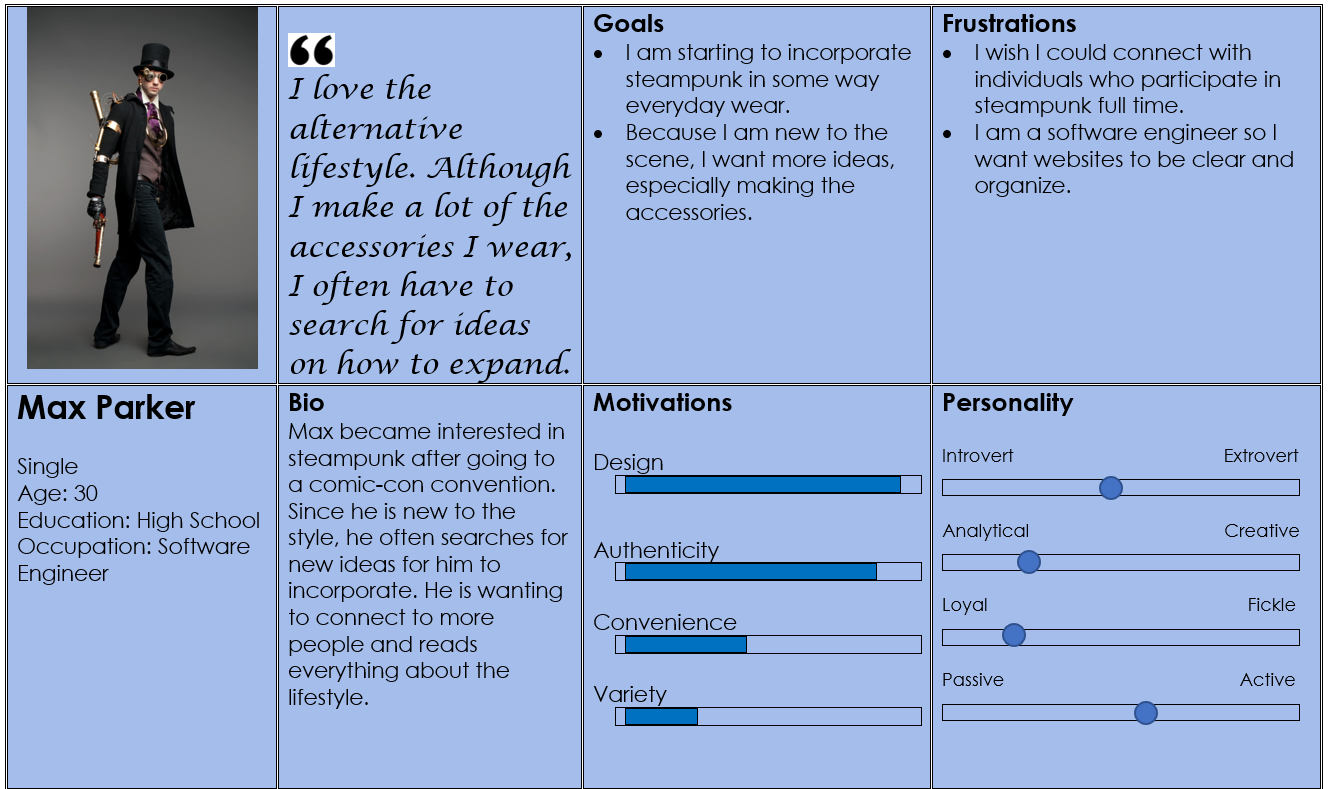 “
I love the
alternative
lifestyle. Although
I make a lot of the
accessories I wear,
I often have to
search for ideas
on how to expand.
Goals
• I am starting to incorporate
steampunk in some way
everyday wear.
• Because I am new to the
scene, I want more ideas,
especially making the
accessories.
Frustrations
• I wish I could connect with
individuals who participate in
steampunk full time.
• I am a software engineer so I
want websites to be clear and
organize.
Max Parker
Single
Age: 30
Education: High School
Occupation: Software
Engineer
Bio
Max became interested in
steampunk after going to
a comic-con convention.
Since he is new to the
style, he often searches for
new ideas for him to
incorporate. He is wanting
to connect to more
people and reads
everything about the
lifestyle.
Motivations
Design
Authenticity
Convenience
Variety
Personality
Introvert Extrovert
Analytical Creative
Loyal Fickle
Passive Active